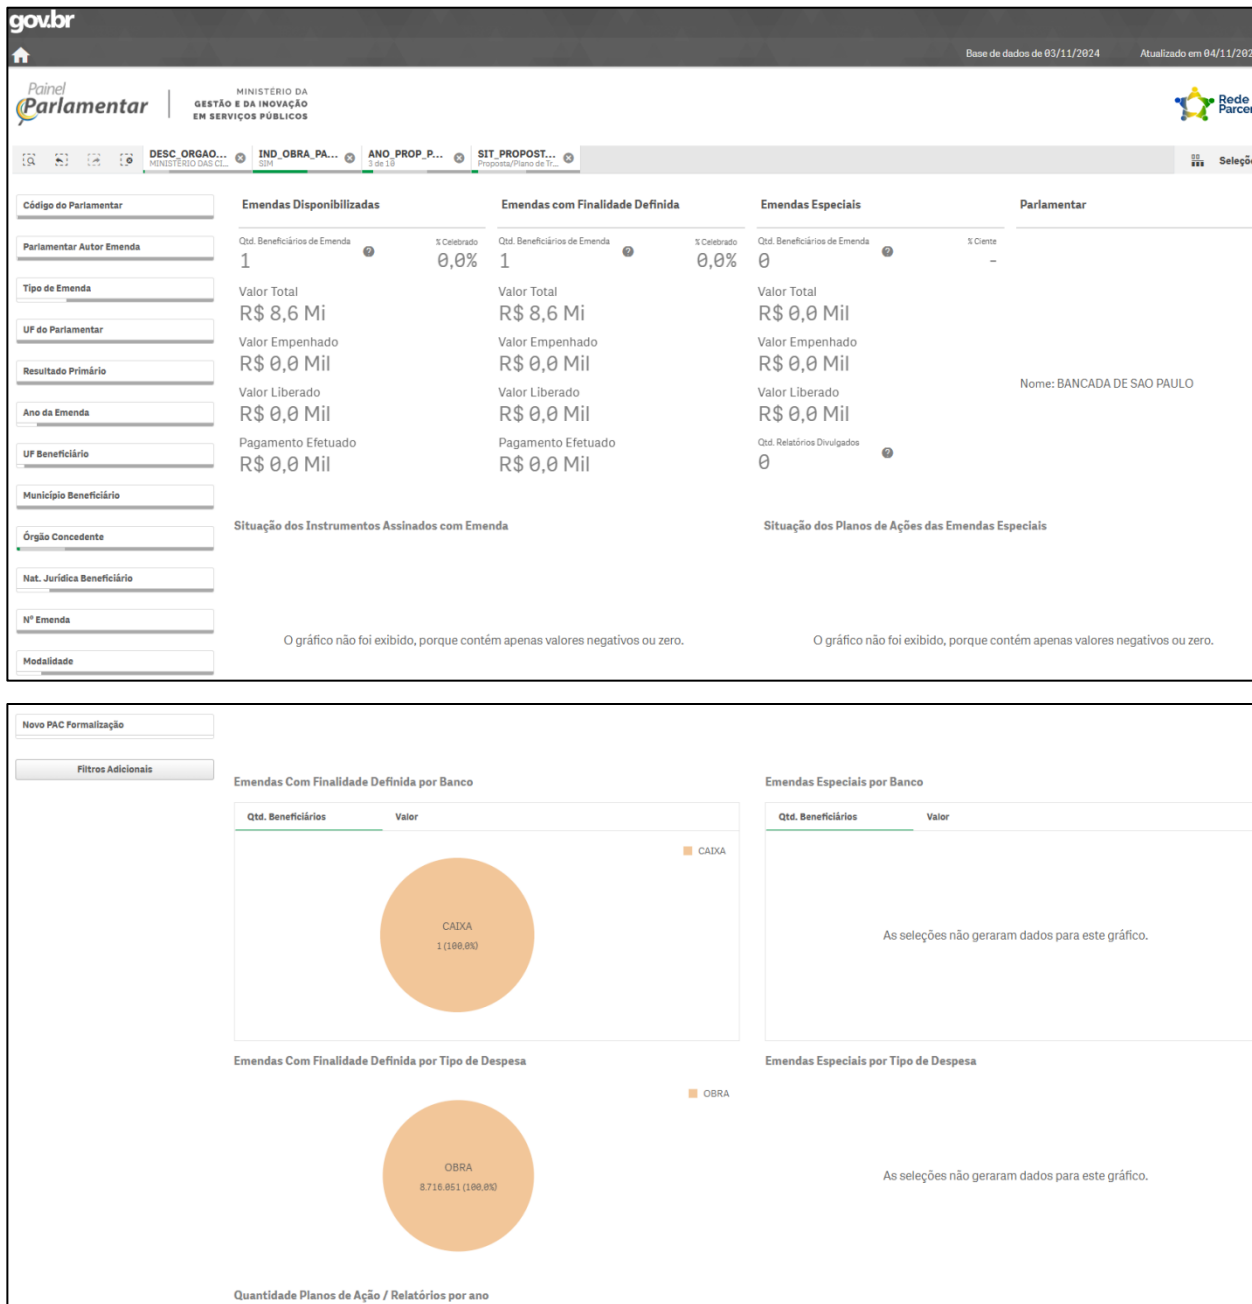 gov.br
Base de dados de 03/11/2024 Atualizado em 04/11/202
Painel
Parlamentar
MINISTÉRIO DA
GESTÃO E DA INOVAÇÃO
EM SERVIÇOS PÚBLICOS
Rede
Parcer
DESC_ORGAO...
MINISTÉRIO DAS CI...
IND_OBRA_PA...
SIM
ANO_PROP_P...
3 de 18
SIT_PROPOST...
Proposta/Plano de Tr...
Seleçõ
Código do Parlamentar
Parlamentar Autor Emenda
Tipo de Emenda
UF do Parlamentar
Resultado Primário
Ano da Emenda
UF Beneficiário
Município Beneficiário
Órgão Concedente
Nat. Jurídica Beneficiário
Nº Emenda
Modalidade
Emendas Disponibilizadas
Qtd. Beneficiários de Emenda ? % Celebrado
1 0,0%
Valor Total
R$ 8,6 Mi
Valor Empenhado
R$ 0,0 Mil
Valor Liberado
R$ 0,0 Mil
Pagamento Efetuado
R$ 0,0 Mil
Emendas com Finalidade Definida
Qtd. Beneficiários de Emenda ? % Celebrado
1 0,0%
Valor Total
R$ 8,6 Mi
Valor Empenhado
R$ 0,0 Mil
Valor Liberado
R$ 0,0 Mil
Pagamento Efetuado
R$ 0,0 Mil
Emendas Especiais
Qtd. Beneficiários de Emenda ? % Ciente
0 -
Valor Total
R$ 0,0 Mil
Valor Empenhado
R$ 0,0 Mil
Valor Liberado
R$ 0,0 Mil
Qtd. Relatórios Divulgados ?
0
Parlamentar
Nome: BANCADA DE SAO PAULO
Situação dos Instrumentos Assinados com Emenda
O gráfico não foi exibido, porque contém apenas valores negativos ou zero.
Situação dos Planos de Ações das Emendas Especiais
O gráfico não foi exibido, porque contém apenas valores negativos ou zero.
Novo PAC Formalização
Filtros Adicionais
Emendas Com Finalidade Definida por Banco
Qtd. Beneficiários Valor
CAIXA
CAIXA
1 (100,0%)
Emendas Especiais por Banco
Qtd. Beneficiários Valor
As seleções não geraram dados para este gráfico.
Emendas Com Finalidade Definida por Tipo de Despesa
OBRA
OBRA
8.716.051 (100,0%)
Emendas Especiais por Tipo de Despesa
As seleções não geraram dados para este gráfico.
Quantidade Planos de Ação / Relatórios por ano